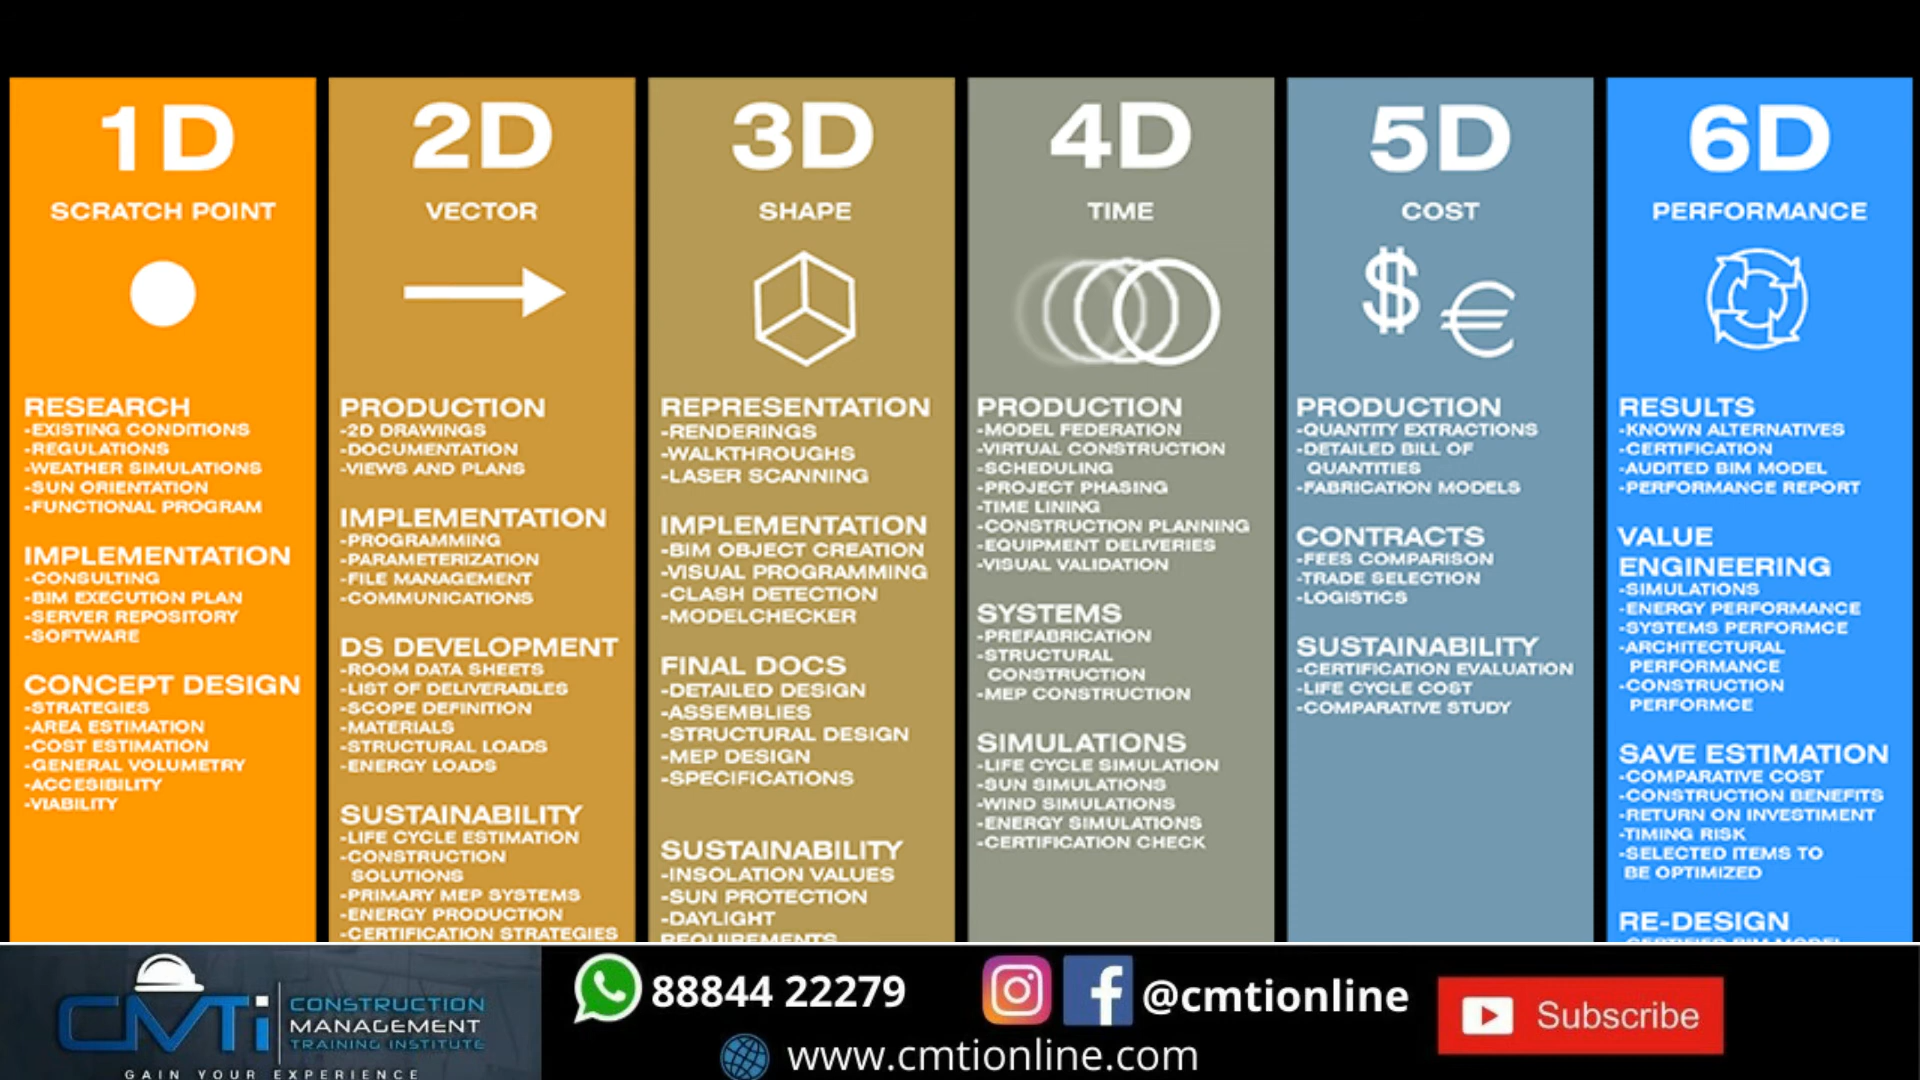 1D
SCRATCH POINT
RESEARCH
-EXISTING CONDITIONS
-REGULATIONS
-WEATHER SIMULATIONS
-SUN ORIENTATION
-FUNCTIONAL PROGRAM
IMPLEMENTATION
-CONSULTING
-BIM EXECUTION PLAN
-SERVER REPOSITORY
-SOFTWARE
CONCEPT DESIGN
-STRATEGIES
-AREA ESTIMATION
-COST ESTIMATION
-GENERAL VOLUMETRY
-ACCESIBILITY
-VIABILITY
2D
VECTOR
PRODUCTION
-2D DRAWINGS
-DOCUMENTATION
-VIEWS AND PLANS
IMPLEMENTATION
-PROGRAMMING
-PARAMETERIZATION
-FILE MANAGEMENT
-COMMUNICATIONS
DS DEVELOPMENT
-ROOM DATA SHEETS
-LIST OF DELIVERABLES
-SCOPE DEFINITION
-MATERIALS
-STRUCTURAL LOADS
-ENERGY LOADS
SUSTAINABILITY
-LIFE CYCLE ESTIMATION
-CONSTRUCTION
SOLUTIONS
-PRIMARY MEP SYSTEMS
-ENERGY PRODUCTION
-CERTIFICATION STRATEGIES
3D
SHAPE
REPRESENTATION
-RENDERINGS
-WALKTHROUGHS
-LASER SCANNING
IMPLEMENTATION
-BIM OBJECT CREATION
-VISUAL PROGRAMMING
-CLASH DETECTION
-MODELCHECKER
FINAL DOCS
-DETAILED DESIGN
-ASSEMBLIES
-STRUCTURAL DESIGN
-MEP DESIGN
-SPECIFICATIONS
SUSTAINABILITY
-INSOLATION VALUES
-SUN PROTECTION
-DAYLIGHT
REQUIREMENTS
4D
TIME
PRODUCTION
-MODEL FEDERATION
-VIRTUAL CONSTRUCTION
-SCHEDULING
-PROJECT PHASING
-TIME LINING
-CONSTRUCTION PLANNING
-EQUIPMENT DELIVERIES
-VISUAL VALIDATION
SYSTEMS
-PREFABRICATION
-STRUCTURAL
CONSTRUCTION
-MEP CONSTRUCTION
SIMULATIONS
-LIFE CYCLE SIMULATION
-SUN SIMULATIONS
-WIND SIMULATIONS
-ENERGY SIMULATIONS
-CERTIFICATION CHECK
5D
COST
$ €
PRODUCTION
-QUANTITY EXTRACTIONS
-DETAILED BILL OF
QUANTITIES
-FABRICATION MODELS
CONTRACTS
-FEES COMPARISON
-TRADE SELECTION
-LOGISTICS
SUSTAINABILITY
-CERTIFICATION EVALUATION
-LIFE CYCLE COST
-COMPARATIVE STUDY
6D
PERFORMANCE
RESULTS
-KNOWN ALTERNATIVES
-CERTIFICATION
-AUDITED BIM MODEL
-PERFORMANCE REPORT
VALUE
ENGINEERING
-SIMULATIONS
-ENERGY PERFORMANCE
-SYSTEMS PERFORMCE
-ARCHITECTURAL
PERFORMANCE
-CONSTRUCTION
PERFORMCE
SAVE ESTIMATION
-COMPARATIVE COST
-CONSTRUCTION BENEFITS
-RETURN ON INVESTIMENT
-TIMING RISK
-SELECTED ITEMS TO
BE OPTIMIZED
RE-DESIGN
CMTi
CONSTRUCTION
MANAGEMENT
TRAINING INSTITUTE
GAIN YOUR EXPERIENCE
88844 22279
@cmtionline
www.cmtionline.com
Subscribe